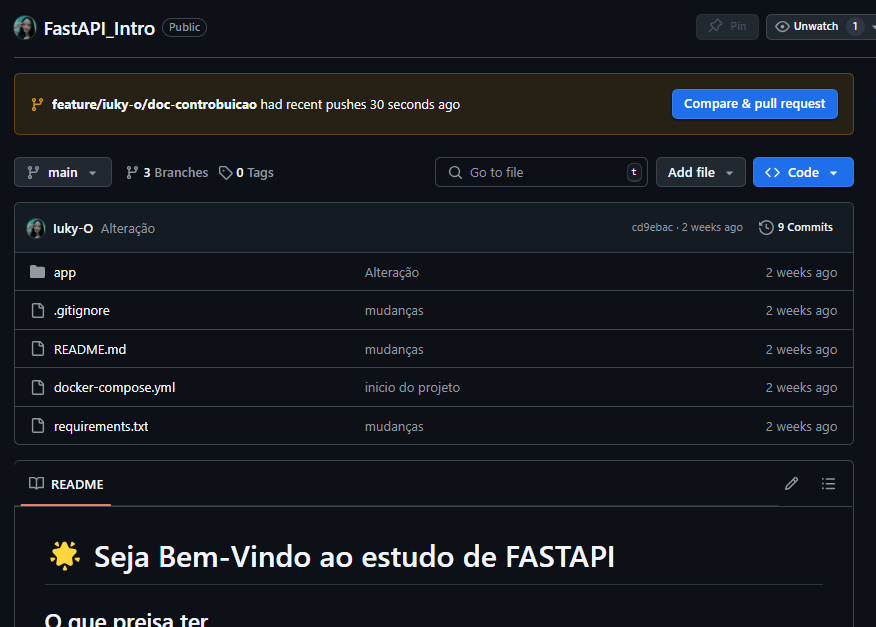 FastAPI_Intro Public Pin Unwatch 1
feature/iuky-o/doc-controbuicao had recent pushes 30 seconds ago Compare & pull request
main 3 Branches 0 Tags Go to file t Add file Code
Iuky-O Alteração cd9ebac · 2 weeks ago 9 Commits
app Alteração 2 weeks ago
.gitignore mudanças 2 weeks ago
README.md mudanças 2 weeks ago
docker-compose.yml inicio do projeto 2 weeks ago
requirements.txt mudanças 2 weeks ago
README
Seja Bem-Vindo ao estudo de FASTAPI
O que preisa ter